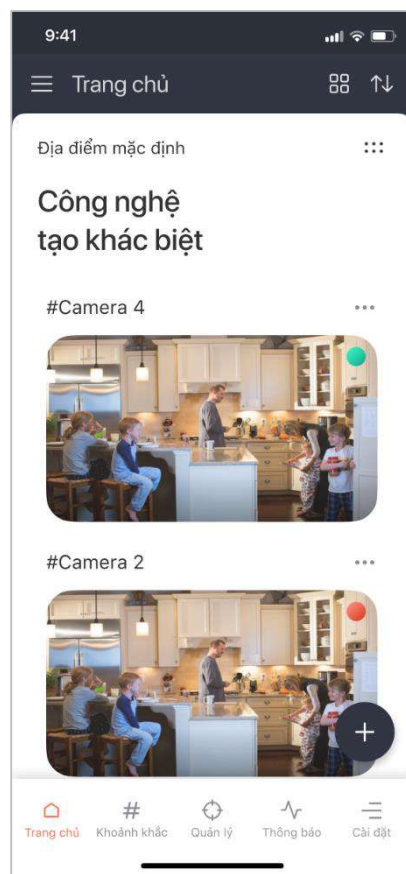 9:41
Trang chủ
Địa điểm mặc định
Công nghệ
tạo khác biệt
#Camera 4
#Camera 2
Trang chủ
Khoảnh khắc
Quản lý
Thông báo
Cài đặt